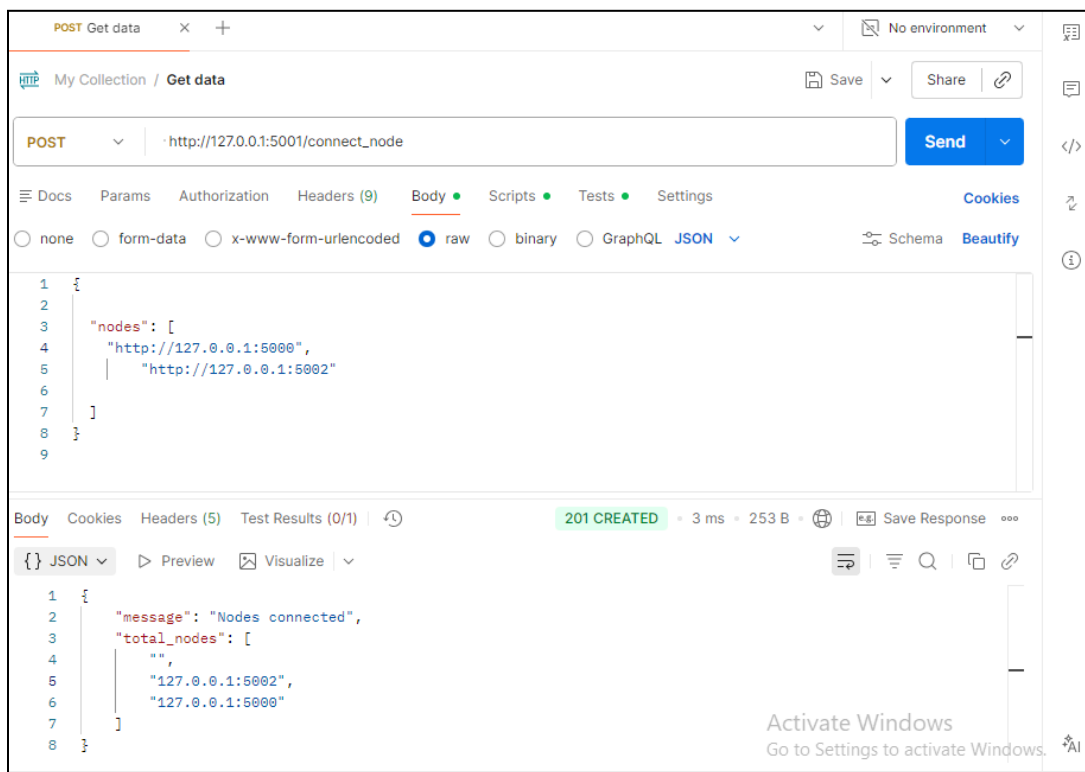 POST Get data
No environment
HTTP My Collection / Get data Save Share
POST http://127.0.0.1:5001/connect_node Send
Docs Params Authorization Headers (9) Body Scripts Tests Settings Cookies
none form-data x-www-form-urlencoded raw binary GraphQL JSON Schema Beautify
1 {
2
3 "nodes": [
4 "http://127.0.0.1:5000",
5 "http://127.0.0.1:5002"
6
7 ]
8 }
9
Body Cookies Headers (5) Test Results (0/1) 201 CREATED 3 ms 253 B e.g. Save Response
{} JSON Preview Visualize
1 {
2 "message": "Nodes connected",
3 "total_nodes": [
4 "",
5 "127.0.0.1:5002",
6 "127.0.0.1:5000"
7 ]
8 }
Activate Windows
Go to Settings to activate Windows.
AI